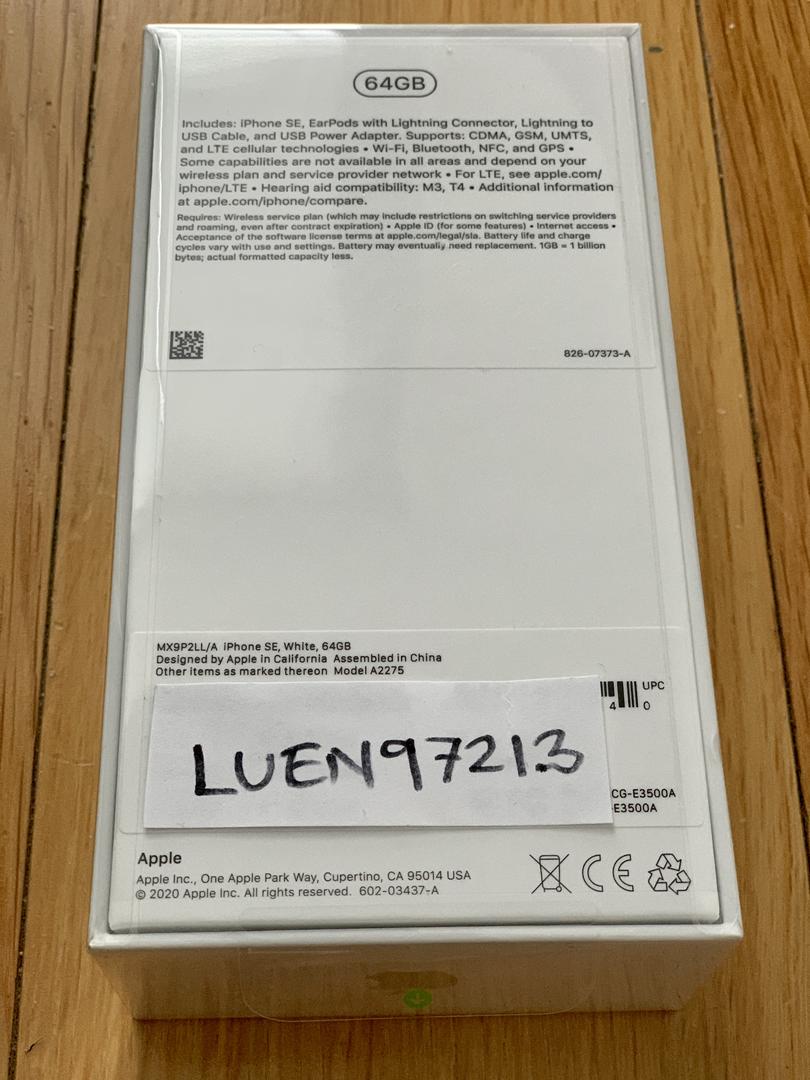 64GB
Includes: iPhone SE, EarPods with Lightning Connector, Lightning to
USB Cable, and USB Power Adapter. Supports: CDMA, GSM, UMTS,
and LTE cellular technologies • Wi-Fi, Bluetooth, NFC, and GPS •
Some capabilities are not available in all areas and depend on your
wireless plan and service provider network • For LTE, see apple.com/
iphone/LTE • Hearing aid compatibility: M3, T4 • Additional information
at apple.com/iphone/compare.
Requires: Wireless service plan (which may include restrictions on switching service providers
and roaming, even after contract expiration) • Apple ID (for some features) • Internet access •
Acceptance of the software license terms at apple.com/legal/sla. Battery life and charge
cycles vary with use and settings. Battery may eventually need replacement. 1GB = 1 billion
bytes; actual formatted capacity less.
826-07373-A
MX9P2LL/A iPhone SE, White, 64GB
Designed by Apple in California Assembled in China
Other items as marked thereon Model A2275
UPC
4 0
LUEN97213
CG-E3500A
-E3500A
Apple
Apple Inc., One Apple Park Way, Cupertino, CA 95014 USA
© 2020 Apple Inc. All rights reserved. 602-03437-A
CE